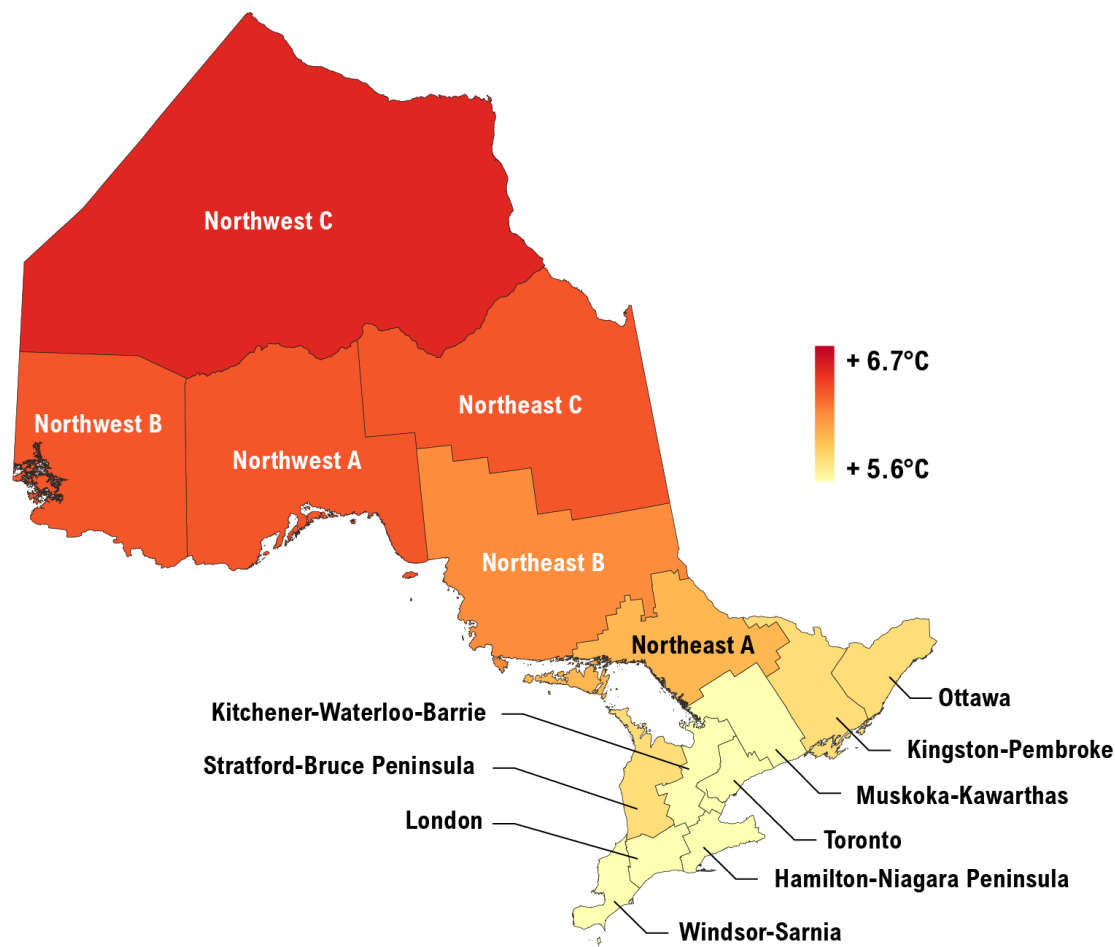 Northwest C
+ 6.7°C
Northeast C
Northwest B
Northwest A
+ 5.6°C
Northeast B
Northeast A
Ottawa
Kitchener-Waterloo-Barrie
Kingston-Pembroke
Stratford-Bruce Peninsula
Muskoka-Kawarthas
London
Toronto
Hamilton-Niagara Peninsula
Windsor-Sarnia